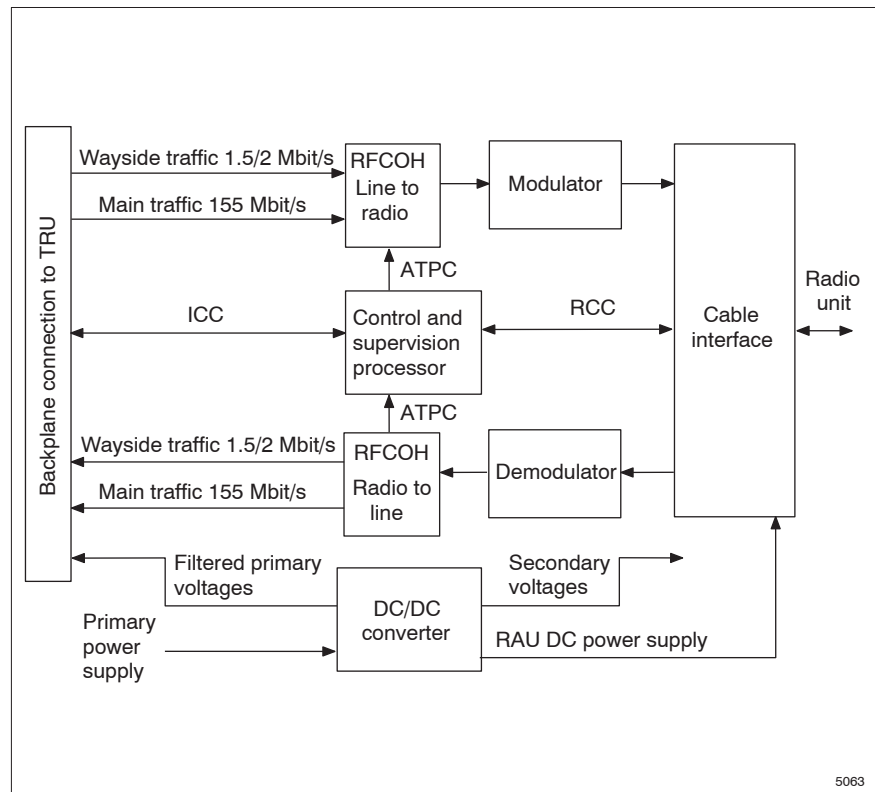 Backplane connection to TRU
Wayside traffic 1.5/2 Mbit/s
Main traffic 155 Mbit/s
RFCOH
Line to
radio
Modulator
ATPC
ICC
Control and
supervision
processor
RCC
Cable
interface
Radio
unit
ATPC
Wayside traffic 1.5/2 Mbit/s
Main traffic 155 Mbit/s
RFCOH
Radio to
line
Demodulator
Filtered primary
voltages
Secondary
voltages
DC/DC
converter
Primary
power
supply
RAU DC power supply
5063